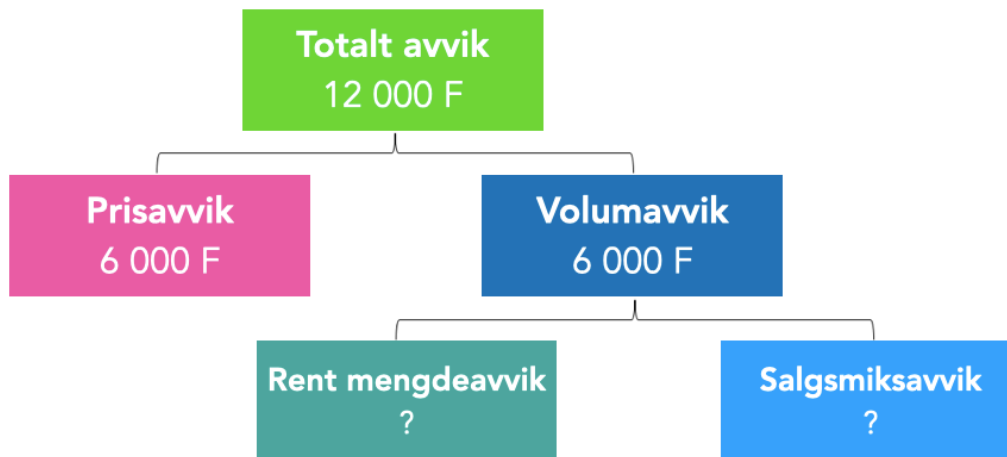 Totalt avvik
12 000 F
Prisavvik
6 000 F
Volumavvik
6 000 F
Rent mengdeavvik
?
Salgsmiksavvik
?